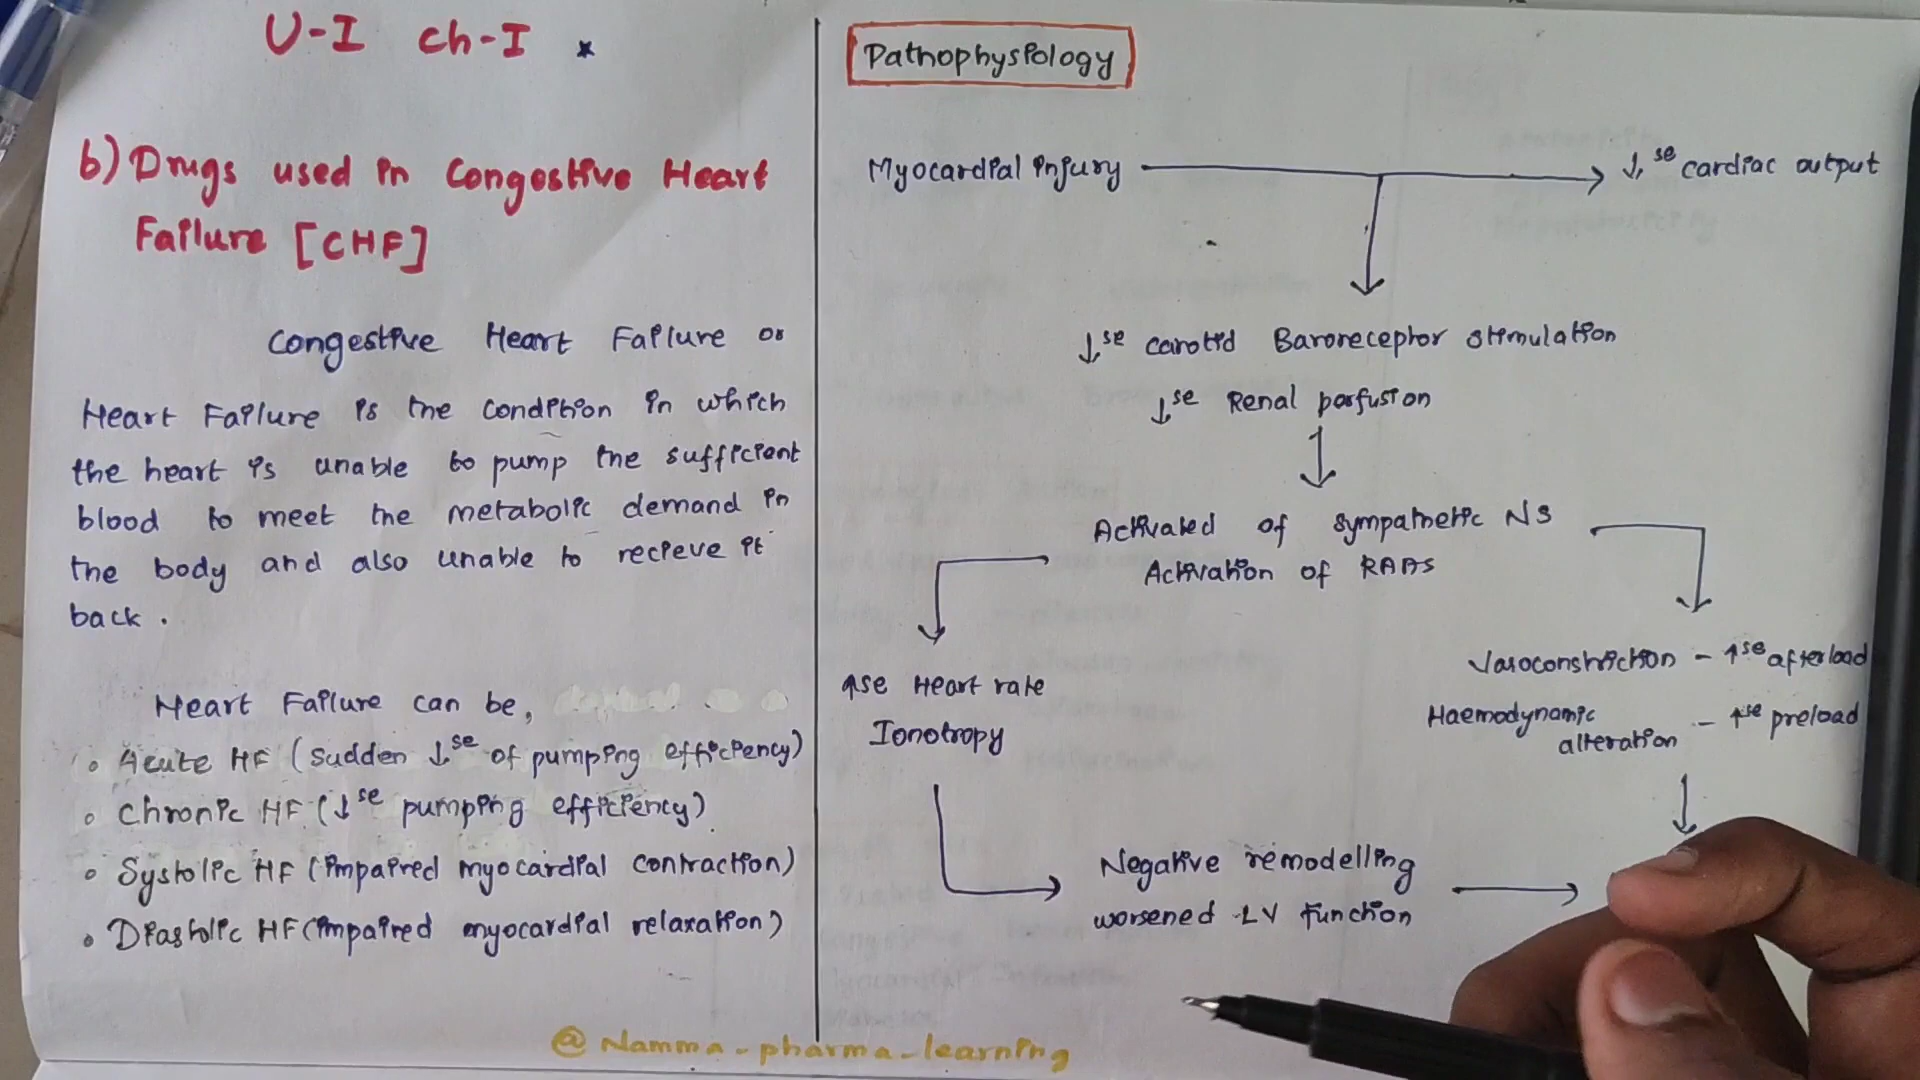 U-I ch-I *
b) Drugs used in Congestive Heart
Failure [CHF]
Congestive Heart Failure or
Heart Failure is the condition in which
the heart is unable to pump the sufficient
blood to meet the metabolic demand in
the body and also unable to recieve it
back.
Heart Failure can be,
• Acute HF (Sudden ↓se of pumping efficiency)
• Chronic HF (↓se pumping efficiency)
• Systolic HF (impaired myocardial contraction)
• Diastolic HF (impaired myocardial relaxation)
Pathophysiology
Myocardial injury → ↓se cardiac output
↓se carotid Baroreceptor stimulation
↓se Renal perfusion
Activated of sympathetic NS
Activation of RAAS
↑se Heart rate
Ionotropy
Vasoconstriction - ↑se afterload
Haemodynamic
alteration - ↑se preload
Negative remodelling
worsened LV function
@Namma-pharma-learning